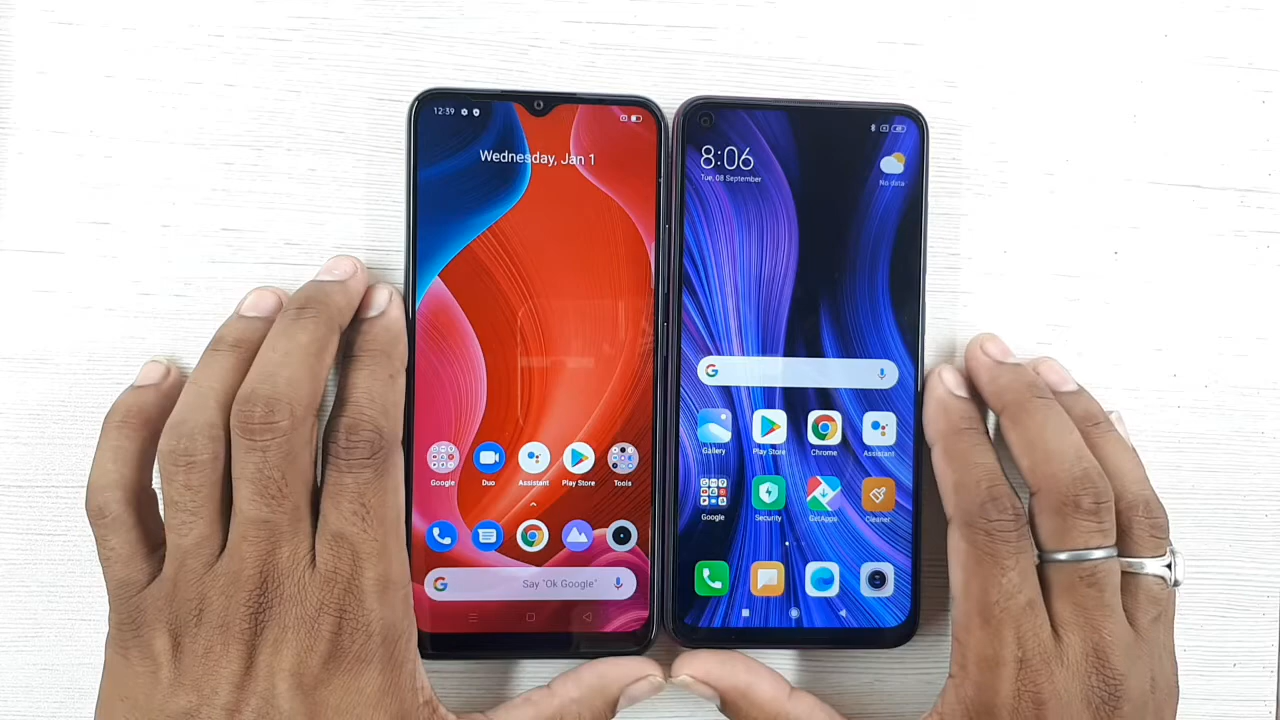 12:39
Wednesday, Jan 1
Google
Duo
Assistant
Play Store
Tools
Say "Ok Google"
8:06
Tue, 08 September
No data
Gallery
Play Store
Chrome
Assistant
Google
Security
GetApps
Cleaner